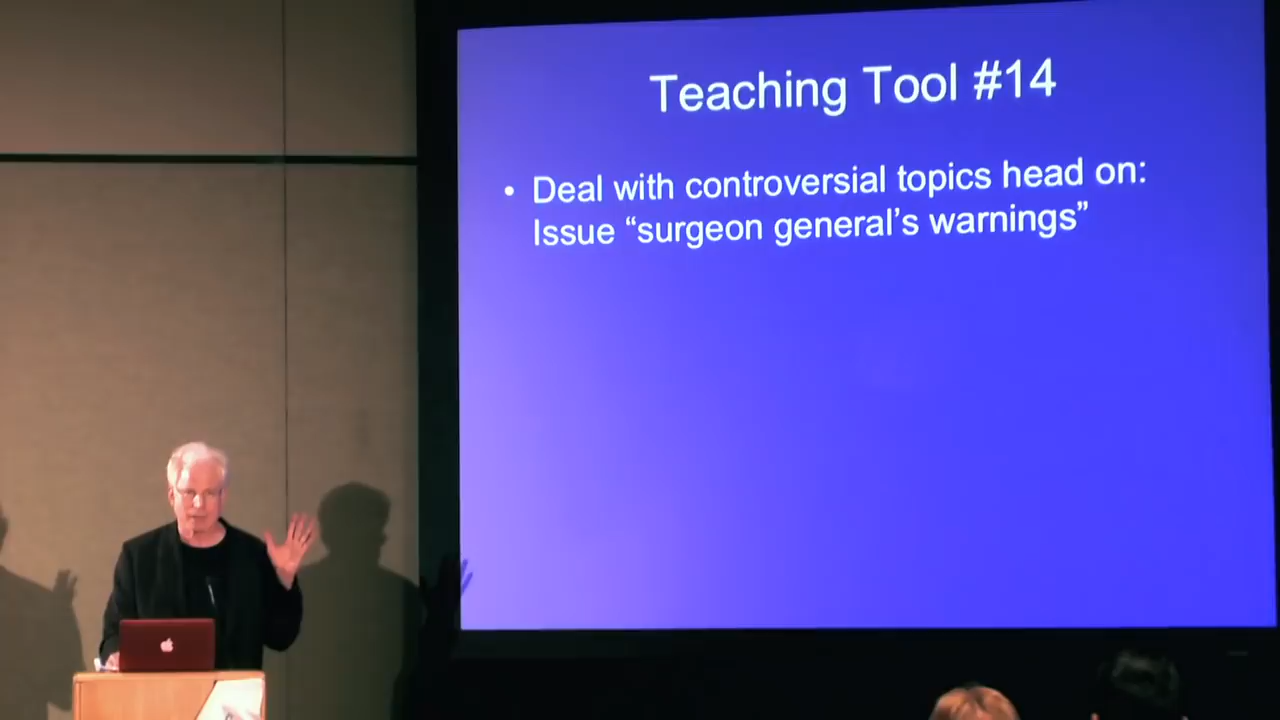 Teaching Tool #14
• Deal with controversial topics head on:
Issue “surgeon general’s warnings”